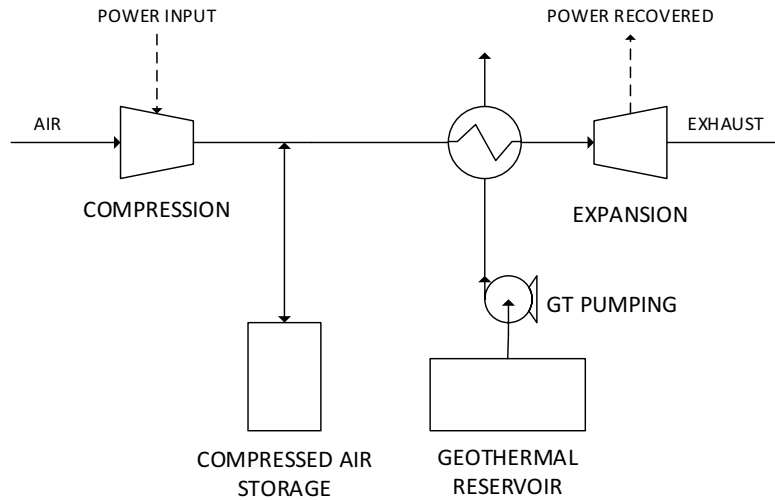 POWER INPUT
POWER RECOVERED
AIR
EXHAUST
COMPRESSION
EXPANSION
GT PUMPING
COMPRESSED AIR
STORAGE
GEOTHERMAL
RESERVOIR